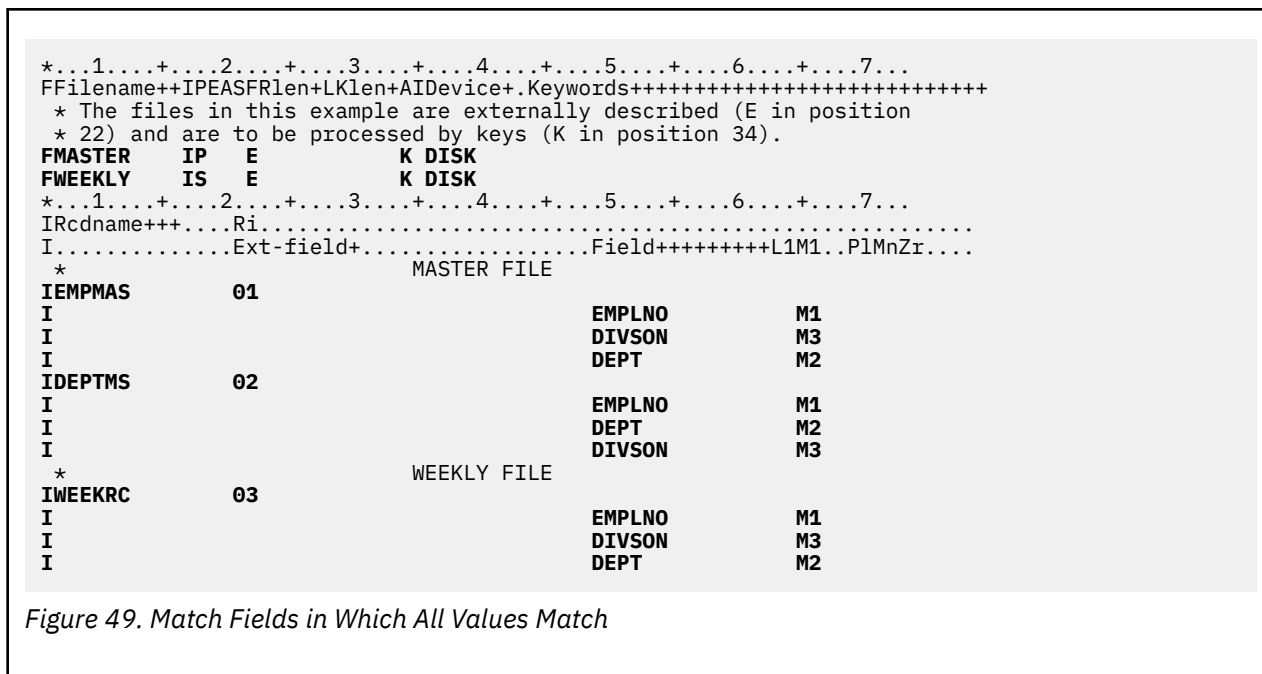 *...1....+....2....+....3....+....4....+....5....+....6....+....7...
FFilename++IPEASFRlen+LKlen+AIDevice+.Keywords++++++++++++++++++++++++++++
 * The files in this example are externally described (E in position
 * 22) and are to be processed by keys (K in position 34).
FMASTER    IP   E           K DISK
FWEEKLY    IS   E           K DISK
*...1....+....2....+....3....+....4....+....5....+....6....+....7...
IRcdname+++....Ri.........................................................
I..............Ext-field+..................Field+++++++++L1M1..PlMnZr....
 *                           MASTER FILE
IEMPMAS        01
I                                          EMPLNO          M1
I                                          DIVSON          M3
I                                          DEPT            M2
IDEPTMS        02
I                                          EMPLNO          M1
I                                          DEPT            M2
I                                          DIVSON          M3
 *                           WEEKLY FILE
IWEEKRC        03
I                                          EMPLNO          M1
I                                          DIVSON          M3
I                                          DEPT            M2
Figure 49. Match Fields in Which All Values Match